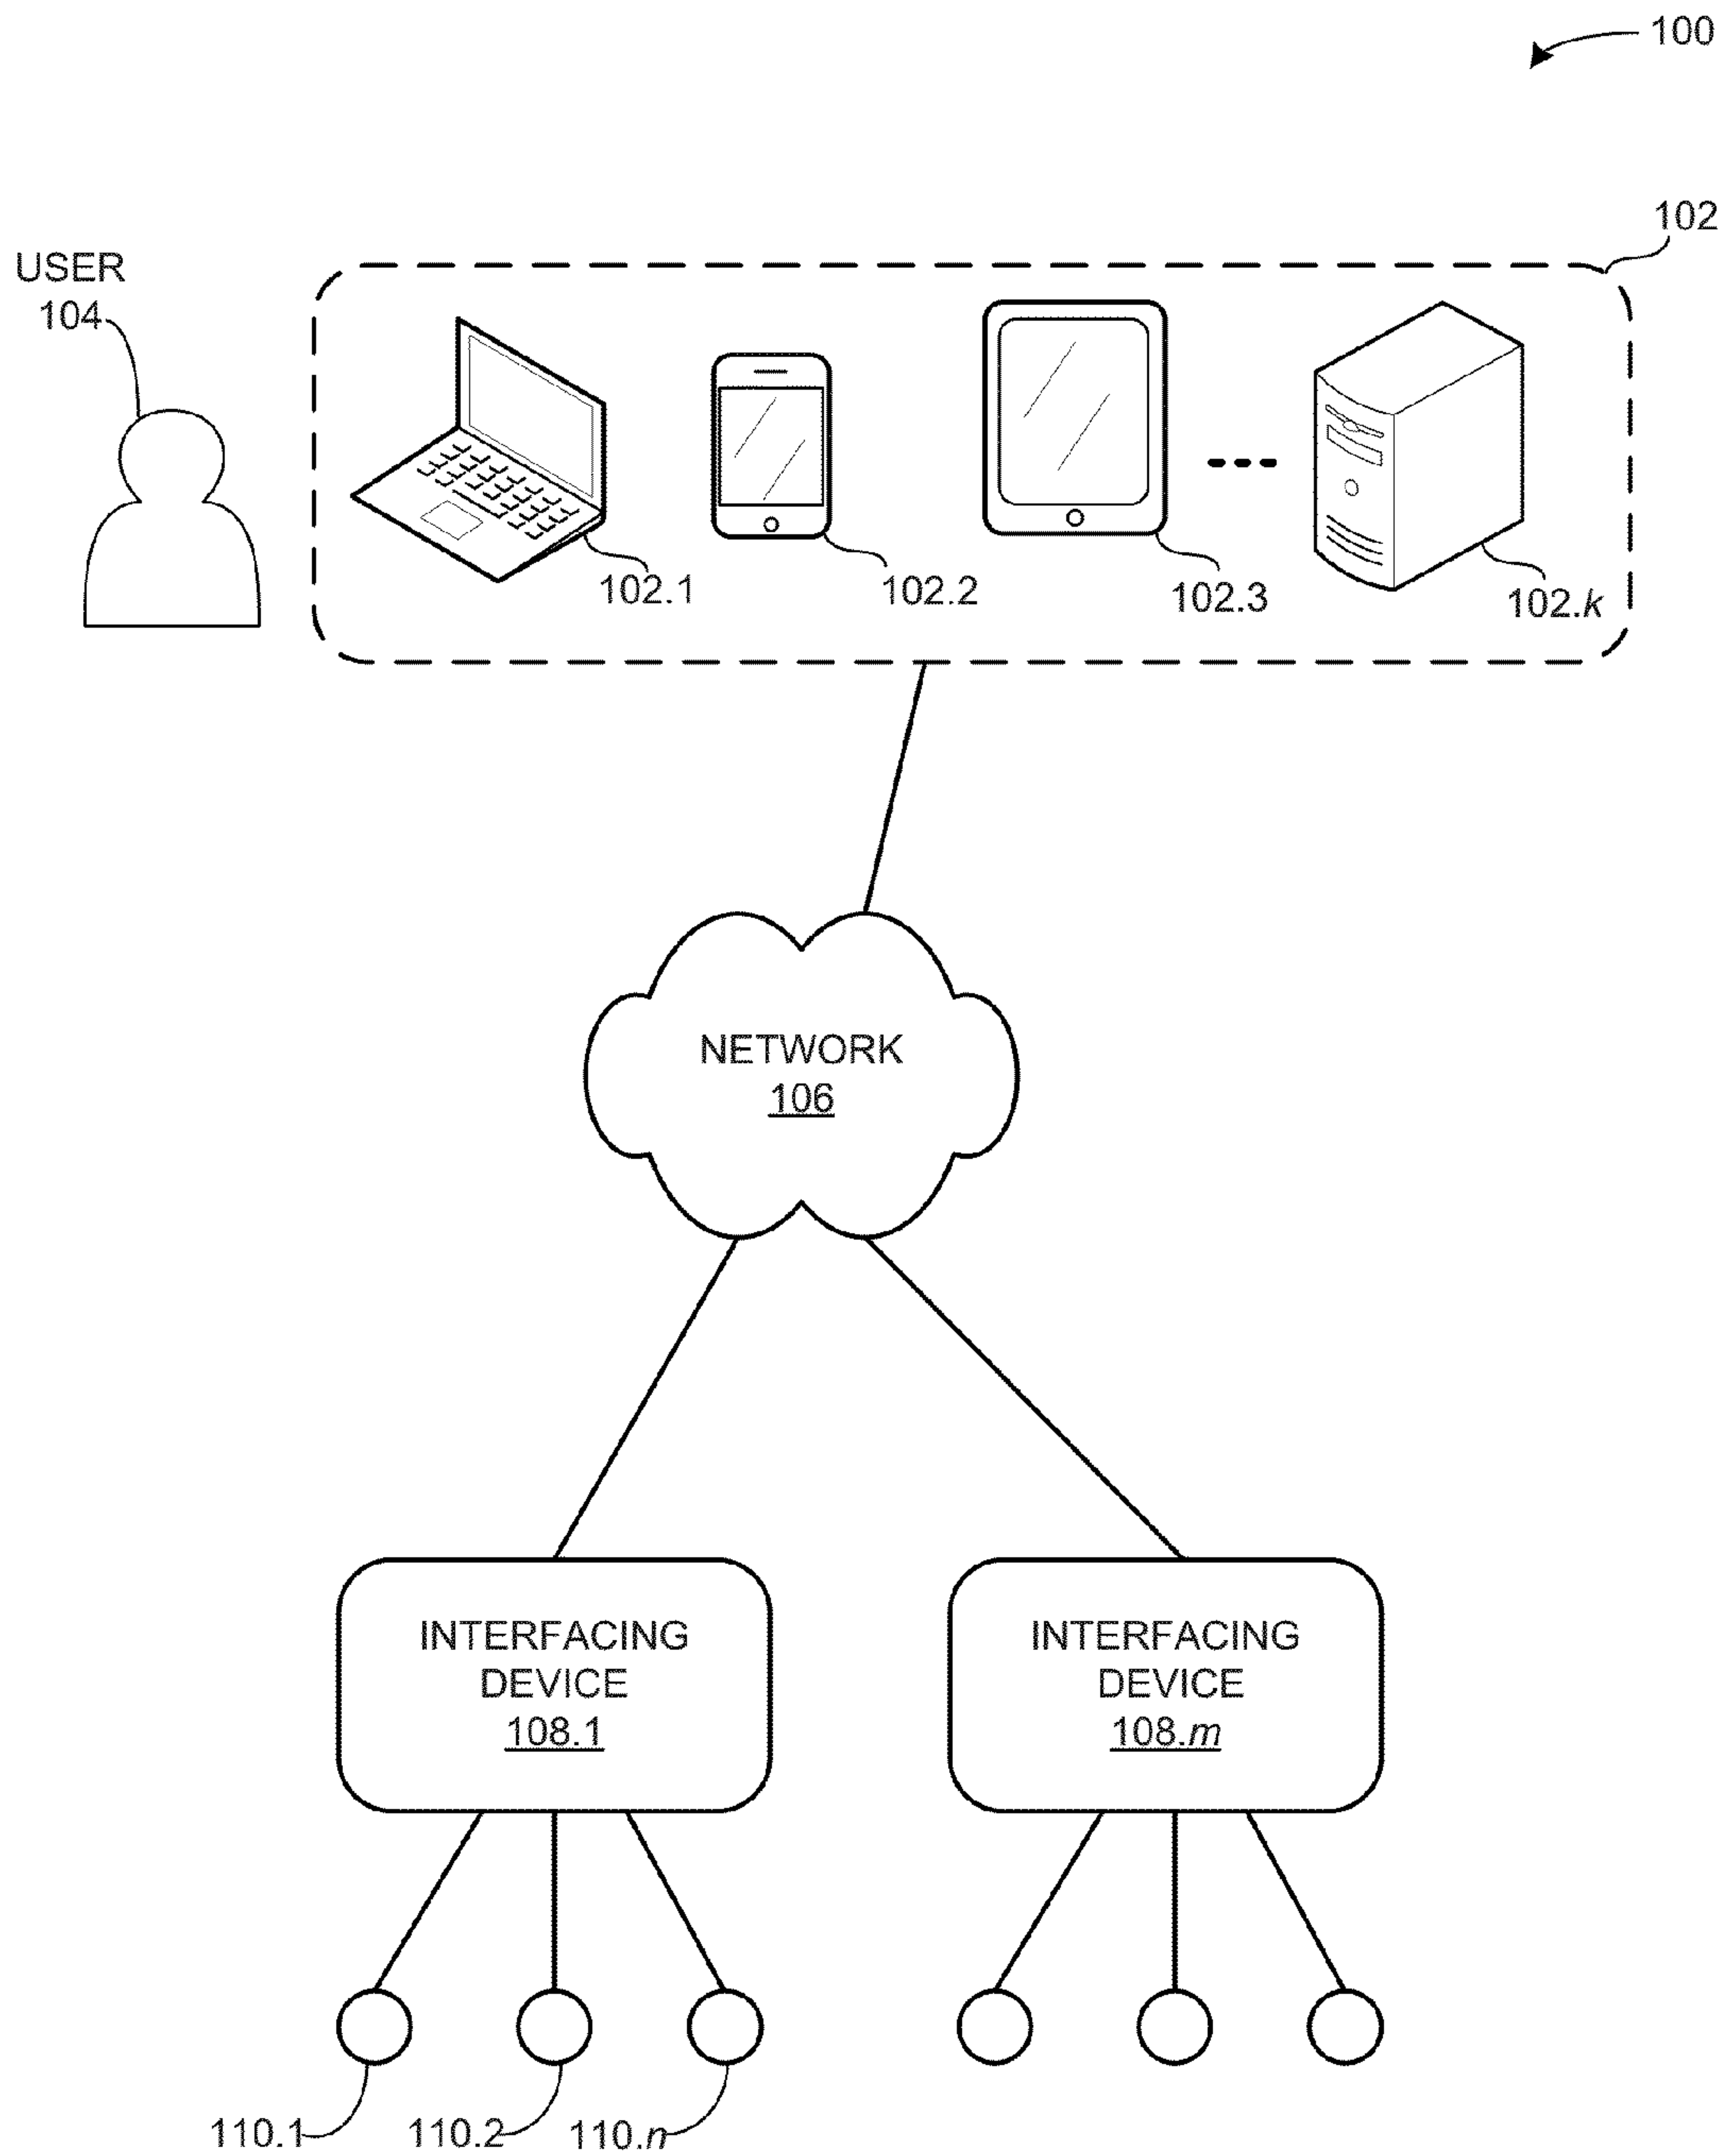 100
102
USER
104
102.1
102.2
102.3
102.k
NETWORK
106
INTERFACING
DEVICE
108.1
INTERFACING
DEVICE
108.m
110.1
110.2
110.n